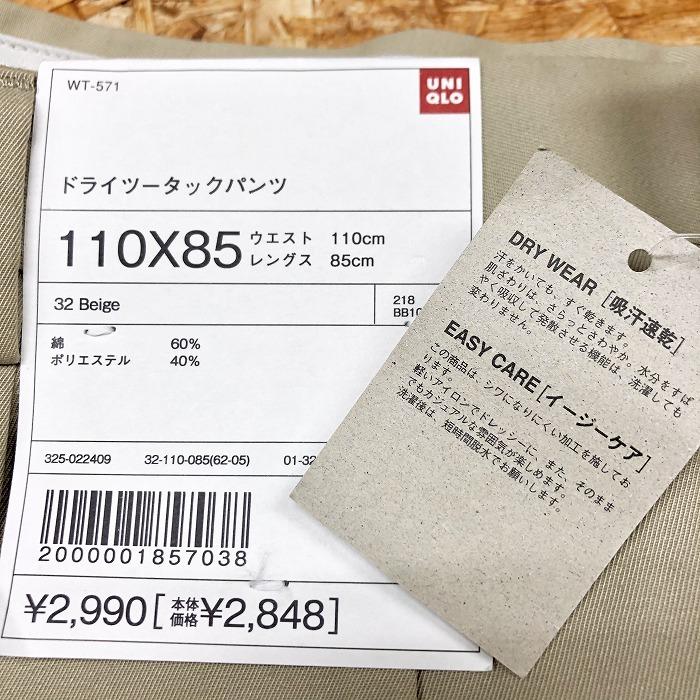 WT-571
UNI
QLO
ドライツータックパンツ
110X85 ウエスト 110cm
レングス 85cm
32 Beige
218
BB10
綿 60%
ポリエステル 40%
325-022409 32-110-085(62-05) 01-32
2000001857038
¥2,990[本体価格¥2,848]
DRY WEAR [吸汗速乾]
汗をかいても、すぐ乾きます。
肌ざわりは、さらっとさわやか。水分をすば
やく吸収して発散させる機能は、洗濯しても
変わりません。
EASY CARE[イージーケア]
この商品は、シワになりにくい加工を施してお
ります。
軽いアイロンでドレッシーに、また、そのまま
でもカジュアルな雰囲気が楽しめます。
洗濯後は、短時間脱水でお願いします。